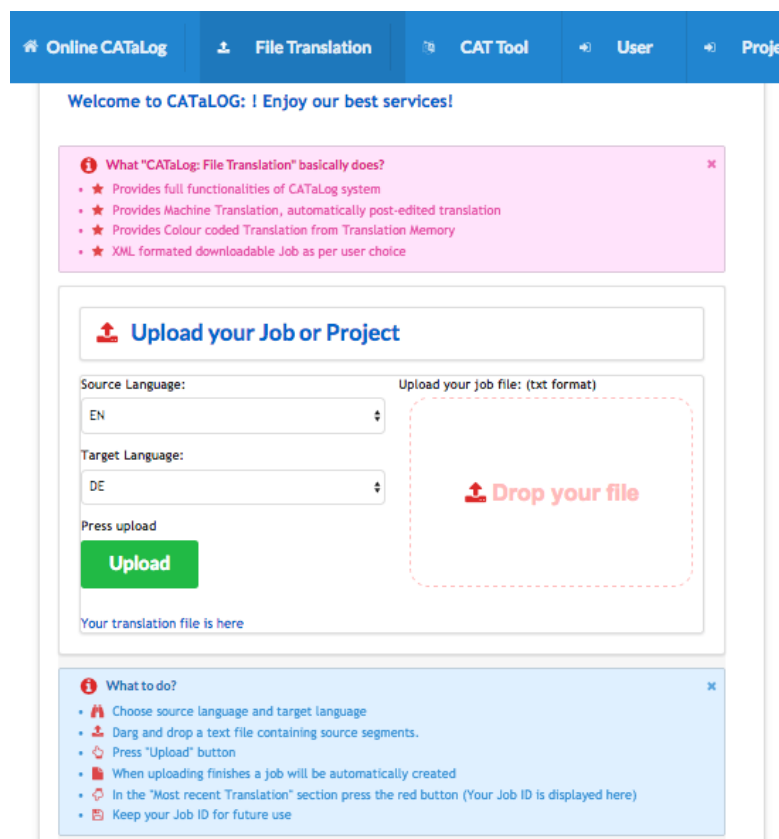 Online CATaLog File Translation CAT Tool User Proje
Welcome to CATaLOG: ! Enjoy our best services!
What "CATaLog: File Translation" basically does?
Provides full functionalities of CATaLog system
Provides Machine Translation, automatically post-edited translation
Provides Colour coded Translation from Translation Memory
XML formated downloadable Job as per user choice
Upload your Job or Project
Source Language:
EN
Target Language:
DE
Press upload
Upload
Your translation file is here
Upload your job file: (txt format)
Drop your file
What to do?
Choose source language and target language
Darg and drop a text file containing source segments.
Press "Upload" button
When uploading finishes a job will be automatically created
In the "Most recent Translation" section press the red button (Your Job ID is displayed here)
Keep your Job ID for future use